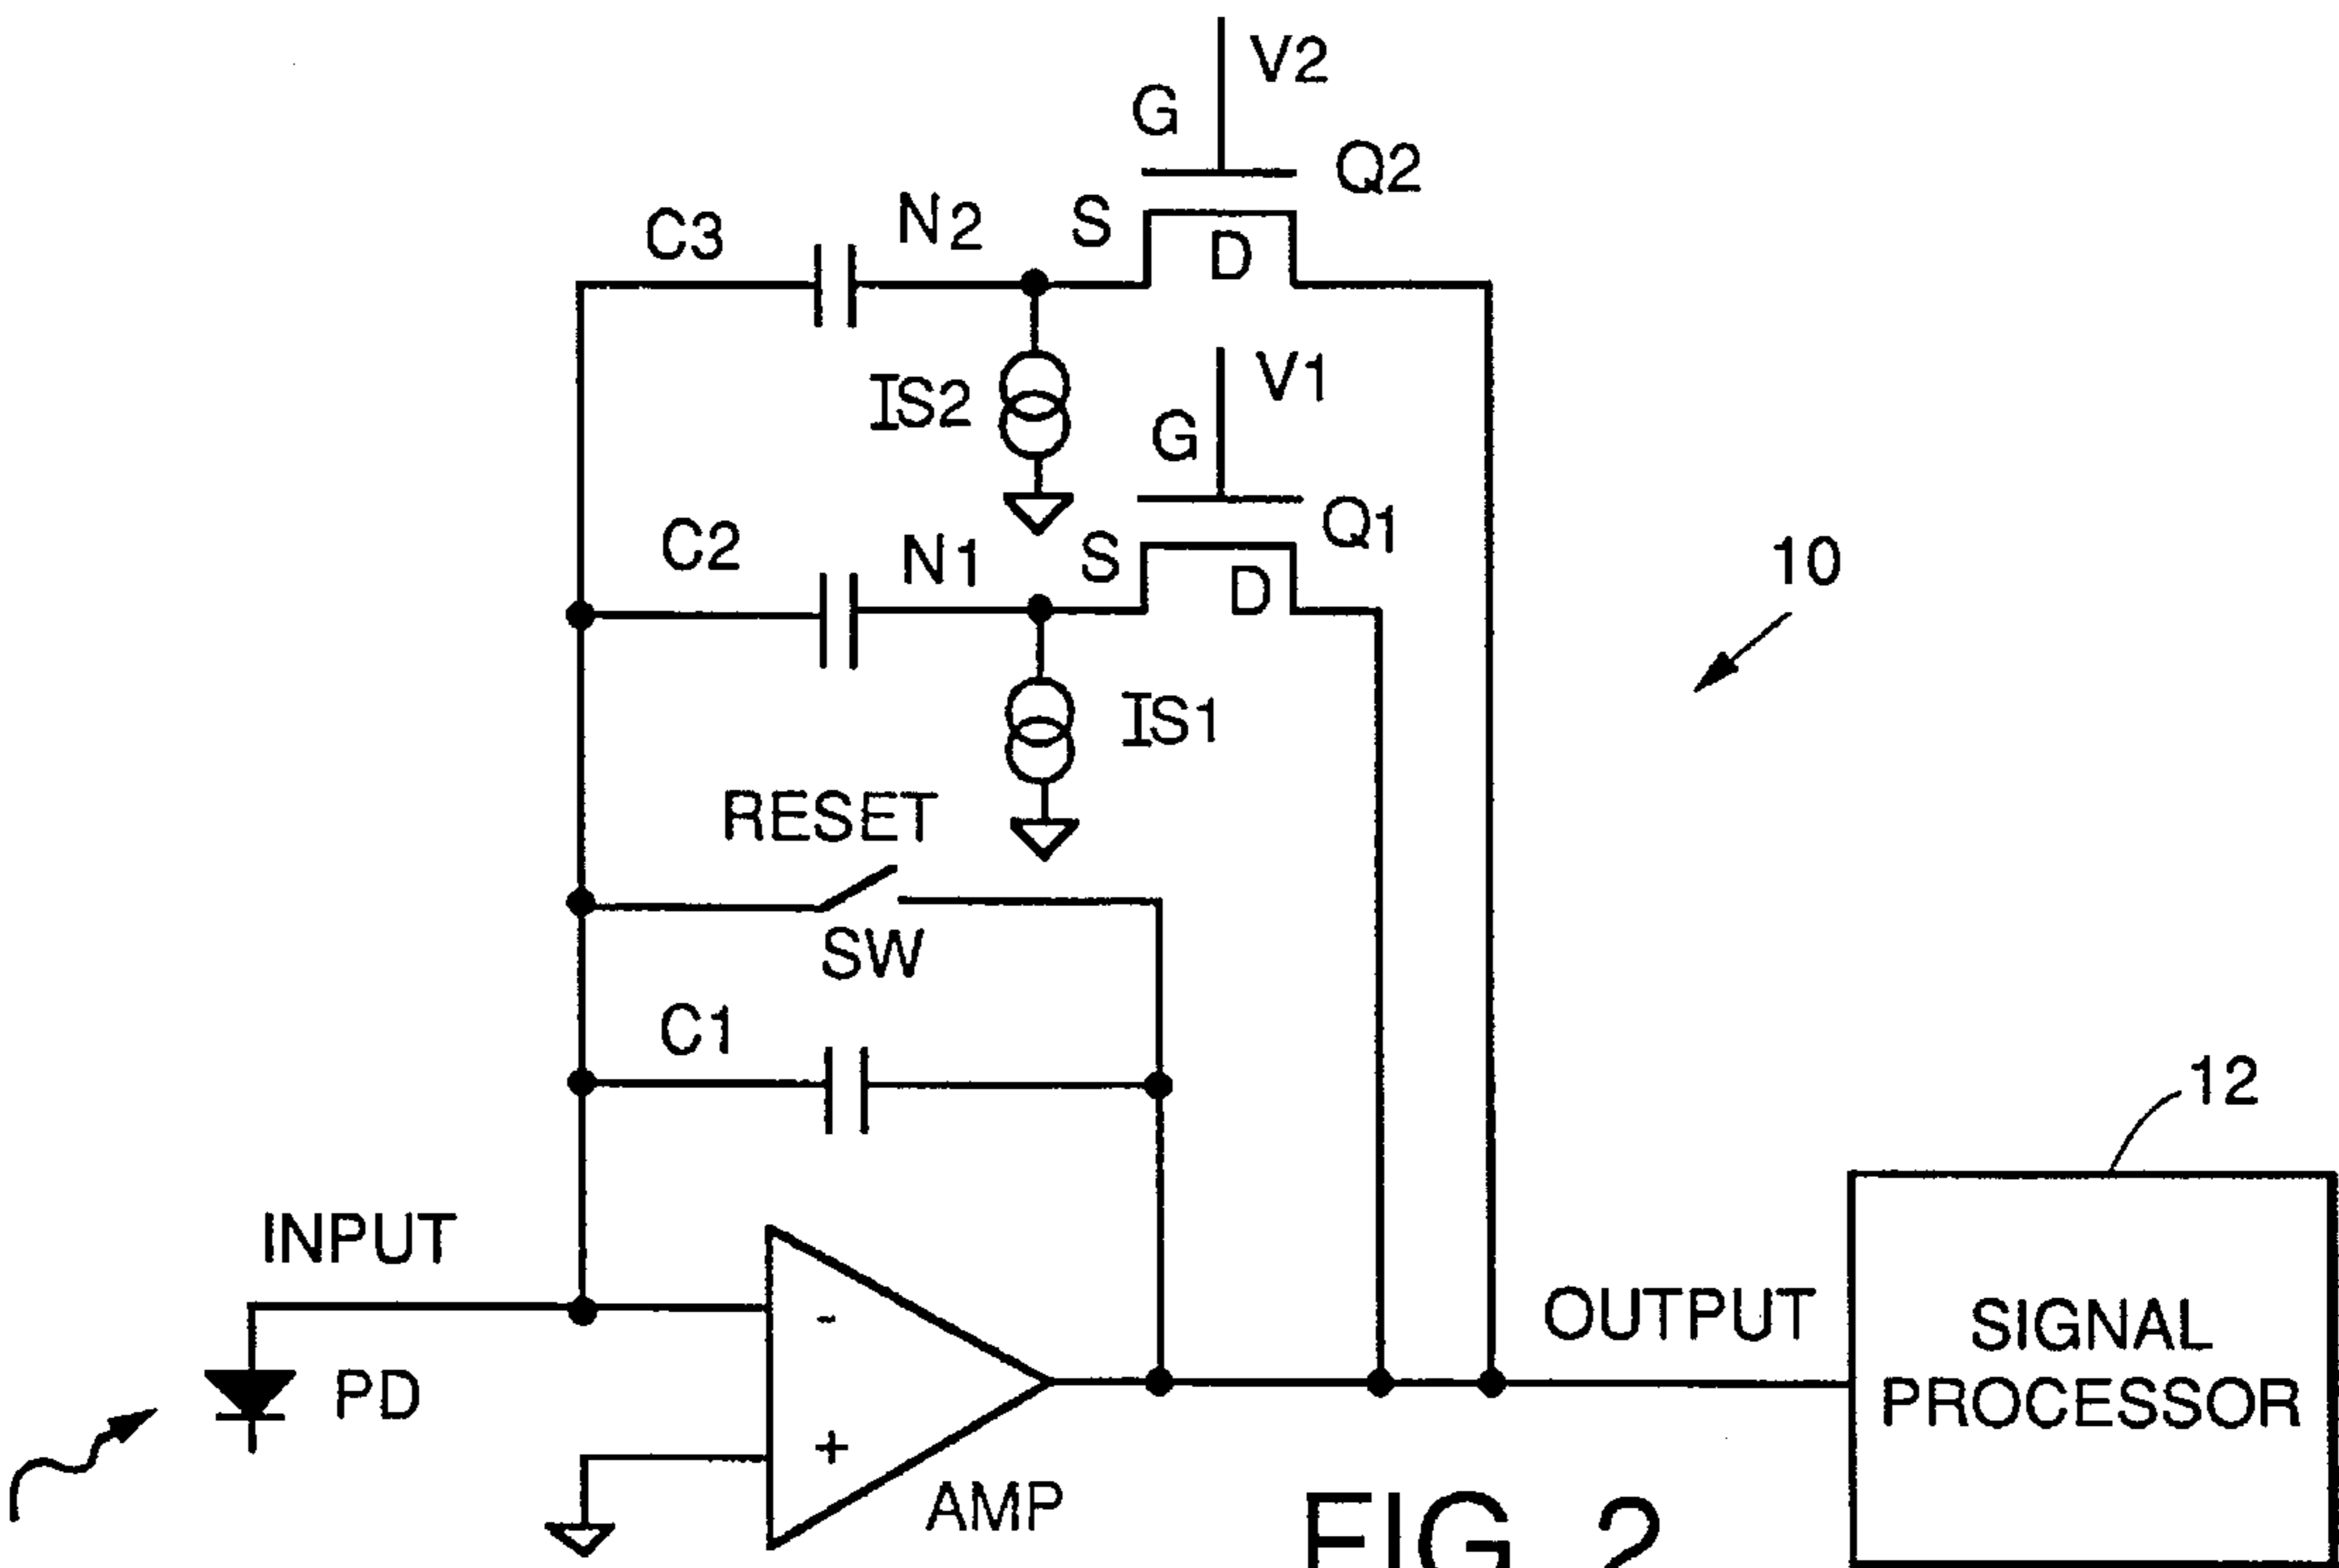 V2
G
Q2
C3
N2
S
D
IS2
V1
G
Q1
C2
N1
S
D
10
IS1
RESET
SW
C1
12
INPUT
-
OUTPUT
SIGNAL
PROCESSOR
PD
+
AMP
FIG. 2